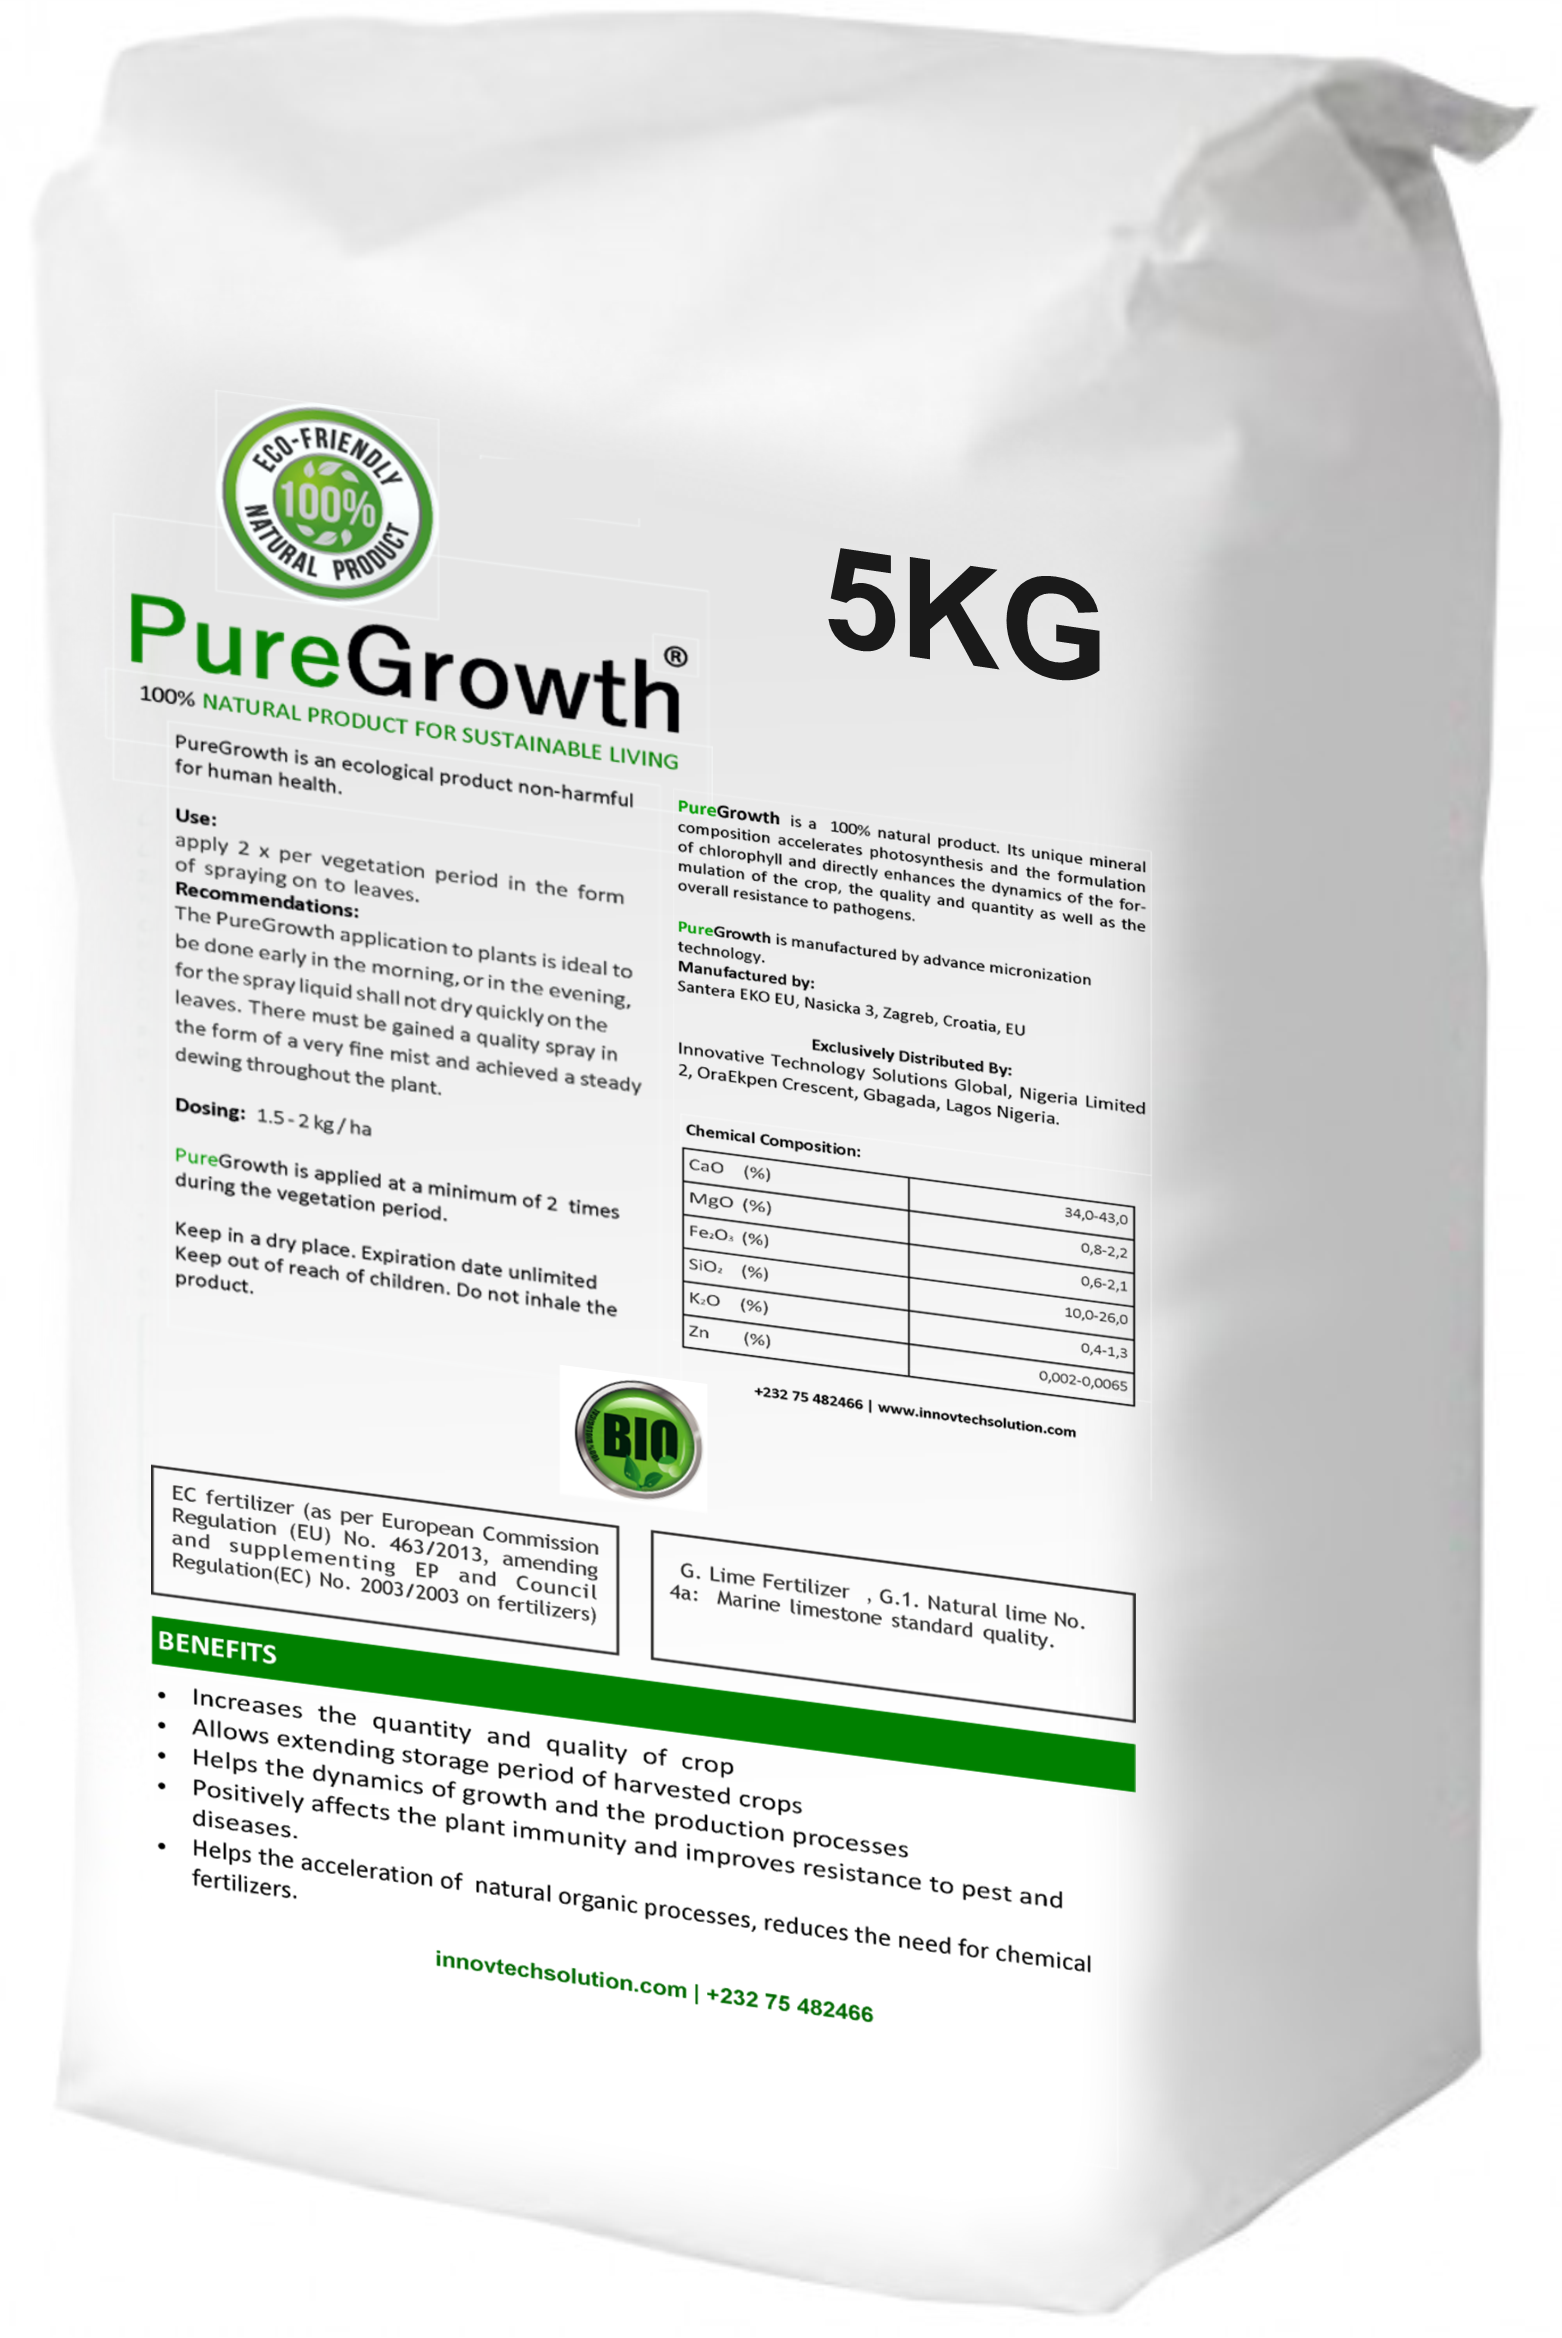 ECO-FRIENDLY
100%
NATURAL PRODUCT
PureGrowth®
100% NATURAL PRODUCT FOR SUSTAINABLE LIVING
5KG
PureGrowth is an ecological product non-harmful
for human health.
Use:
apply 2 x per vegetation period in the form
of spraying on to leaves.
Recommendations:
The PureGrowth application to plants is ideal to
be done early in the morning, or in the evening,
for the spray liquid shall not dry quickly on the
leaves. There must be gained a quality spray in
the form of a very fine mist and achieved a steady
dewing throughout the plant.
Dosing: 1.5 - 2 kg / ha
PureGrowth is applied at a minimum of 2 times
during the vegetation period.
Keep in a dry place. Expiration date unlimited
Keep out of reach of children. Do not inhale the
product.
PureGrowth is a 100% natural product. Its unique mineral
composition accelerates photosynthesis and the formulation
of chlorophyll and directly enhances the dynamics of the for-
mulation of the crop, the quality and quantity as well as the
overall resistance to pathogens.
PureGrowth is manufactured by advance micronization
technology.
Manufactured by:
Santera EKO EU, Nasicka 3, Zagreb, Croatia, EU
Exclusively Distributed By:
Innovative Technology Solutions Global, Nigeria Limited
2, OraEkpen Crescent, Gbagada, Lagos Nigeria.
Chemical Composition:
CaO (%) 34,0-43,0
MgO (%) 0,8-2,2
Fe₂O₃ (%) 0,6-2,1
SiO₂ (%) 10,0-26,0
K₂O (%) 0,4-1,3
Zn (%) 0,002-0,0065
+232 75 482466 | www.innovtechsolution.com
100% BIOLOGICAL
BIO
EC fertilizer (as per European Commission
Regulation (EU) No. 463/2013, amending
and supplementing EP and Council
Regulation(EC) No. 2003/2003 on fertilizers)
G. Lime Fertilizer , G.1. Natural lime No.
4a: Marine limestone standard quality.
BENEFITS
• Increases the quantity and quality of crop
• Allows extending storage period of harvested crops
• Helps the dynamics of growth and the production processes
• Positively affects the plant immunity and improves resistance to pest and
diseases.
• Helps the acceleration of natural organic processes, reduces the need for chemical
fertilizers.
innovtechsolution.com | +232 75 482466